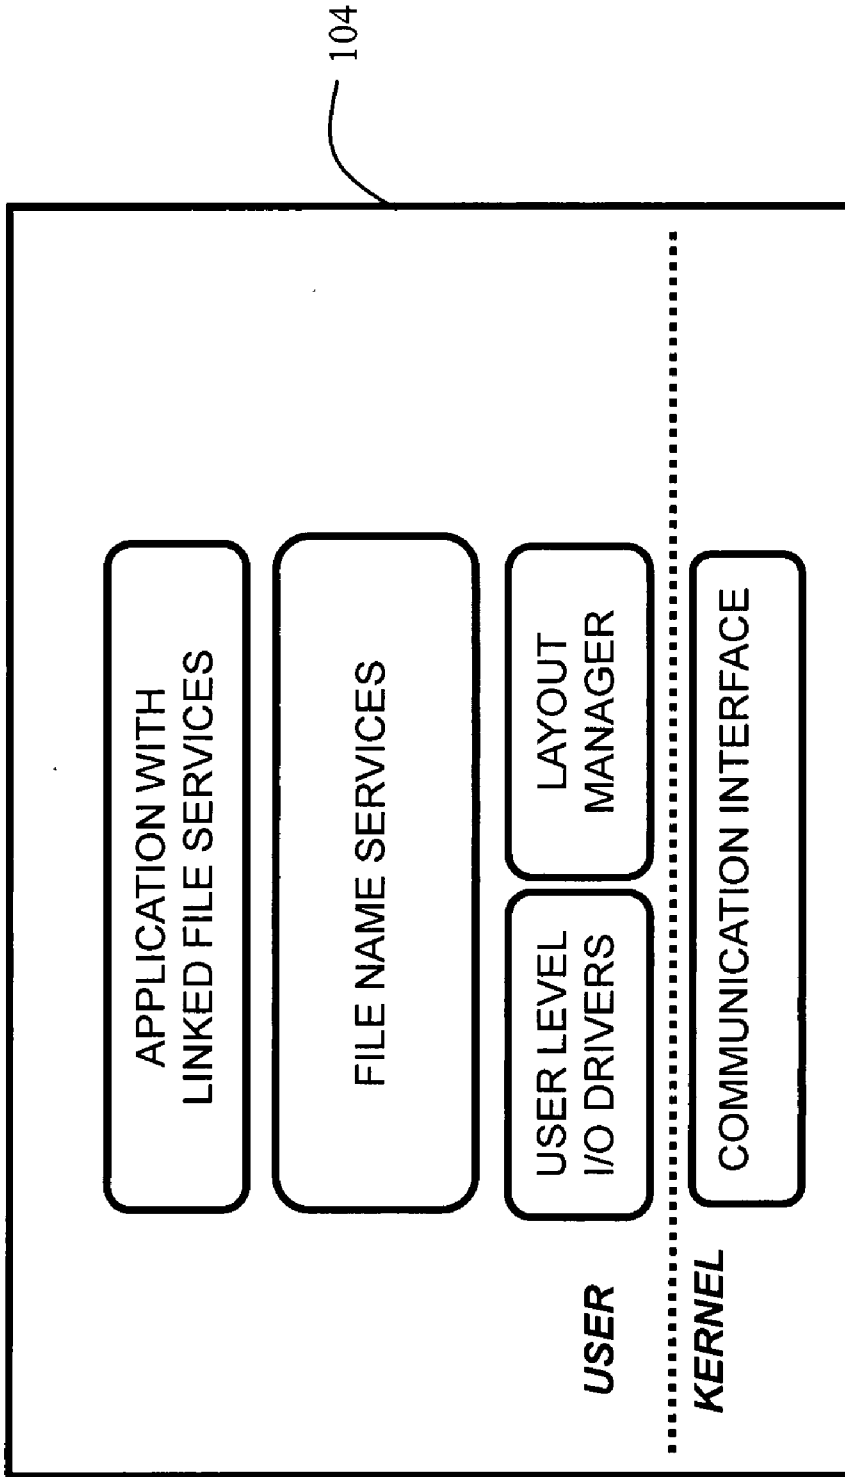 104
APPLICATION WITH
LINKED FILE SERVICES
FILE NAME SERVICES
USER LEVEL
I/O DRIVERS
LAYOUT
MANAGER
USER
KERNEL
COMMUNICATION INTERFACE